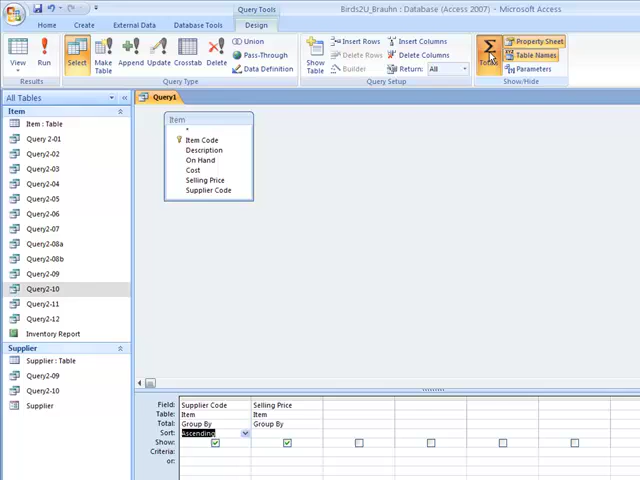 Query Tools
Birds2U_Brauhn : Database (Access 2007) - Microsoft Access
Home Create External Data Database Tools Design
View Run Select Make Table Append Update Crosstab Delete
Union
Pass-Through
Data Definition
Show Table
Insert Rows
Delete Rows
Builder
Insert Columns
Delete Columns
Return: All
Totals
Property Sheet
Table Names
Parameters
Results Query Type Query Setup Show/Hide
All Tables
Item
Item : Table
Query 2-01
Query2-02
Query2-03
Query2-04
Query2-05
Query2-06
Query2-07
Query2-08a
Query2-08b
Query2-09
Query2-10
Query2-11
Query2-12
Inventory Report
Supplier
Supplier : Table
Query2-09
Query2-10
Supplier
Query1
Item
*
Item Code
Description
On Hand
Cost
Selling Price
Supplier Code
Field: Supplier Code Selling Price
Table: Item Item
Total: Group By Group By
Sort: Ascending
Show:
Criteria:
or: